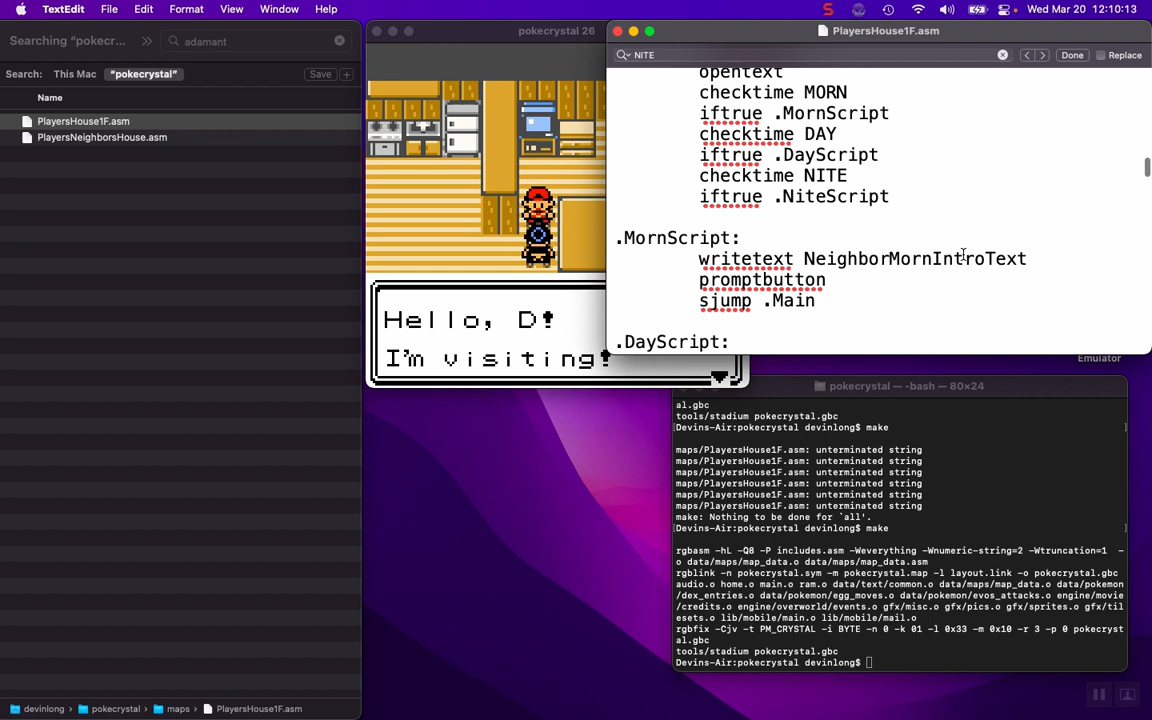 TextEdit File Edit Format View Window Help
S
Wed Mar 20 12:10:13
Searching “pokecr...
adamant
Search: This Mac “pokecrystal” Save +
Name
PlayersHouse1F.asm
PlayersNeighborsHouse.asm
devinlong › pokecrystal › maps › PlayersHouse1F.asm
pokecrystal 26
Hello, D!
I'm visiting!
PlayersHouse1F.asm
NITE
Done
Replace
opentext
checktime MORN
iftrue .MornScript
checktime DAY
iftrue .DayScript
checktime NITE
iftrue .NiteScript
.MornScript:
writetext NeighborMornIntroText
promptbutton
sjump .Main
.DayScript:
Emulator
pokecrystal — -bash — 80×24
al.gbc
tools/stadium pokecrystal.gbc
[Devins-Air:pokecrystal devinlong$ make ]
maps/PlayersHouse1F.asm: unterminated string
maps/PlayersHouse1F.asm: unterminated string
maps/PlayersHouse1F.asm: unterminated string
maps/PlayersHouse1F.asm: unterminated string
maps/PlayersHouse1F.asm: unterminated string
maps/PlayersHouse1F.asm: unterminated string
make: Nothing to be done for `all'.
[Devins-Air:pokecrystal devinlong$ make ]
rgbasm -hL -Q8 -P includes.asm -Weverything -Wnumeric-string=2 -Wtruncation=1 -
o data/maps/map_data.o data/maps/map_data.asm
rgblink -n pokecrystal.sym -m pokecrystal.map -l layout.link -o pokecrystal.gbc
audio.o home.o main.o ram.o data/text/common.o data/maps/map_data.o data/pokemon
/dex_entries.o data/pokemon/egg_moves.o data/pokemon/evos_attacks.o engine/movie
/credits.o engine/overworld/events.o gfx/misc.o gfx/pics.o gfx/sprites.o gfx/til
esets.o lib/mobile/main.o lib/mobile/mail.o
rgbfix -Cjv -t PM_CRYSTAL -i BYTE -n 0 -k 01 -l 0x33 -m 0x10 -r 3 -p 0 pokecryst
al.gbc
tools/stadium pokecrystal.gbc
Devins-Air:pokecrystal devinlong$